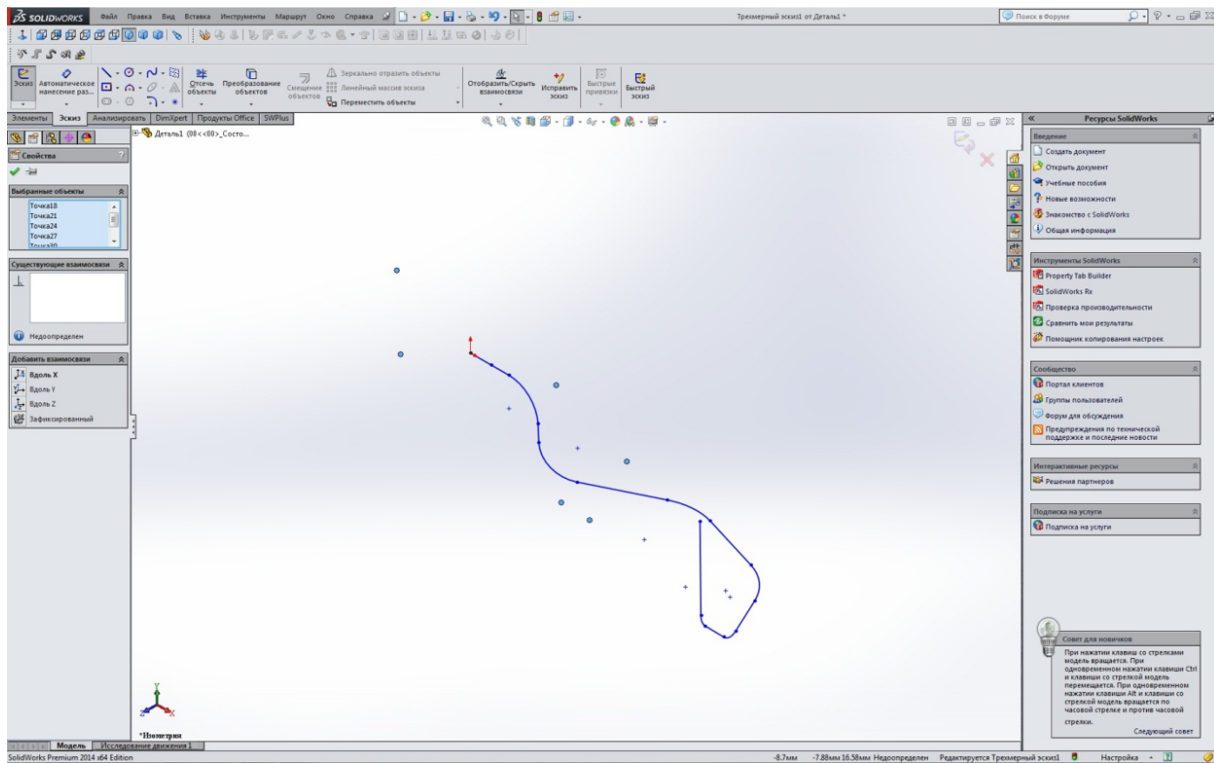 SOLIDWORKS Файл Правка Вид Вставка Инструменты Маршрут Окно Справка Трехмерный эскиз1 от Деталь1 * Поиск в Форуме
Эскиз
Автоматическое
нанесение раз...
Отсечь
объекты
Преобразование
объектов
Смещение
объектов
Зеркально отразить объекты
Линейный массив эскиза
Переместить объекты
Отобразить/Скрыть
взаимосвязи
Исправить
эскиз
Быстрые
привязки
Быстрый
эскиз
Элементы Эскиз Анализировать DimXpert Продукты Office SWPlus
Деталь1 (00<<00>_Состо...
Свойства ?
Выбранные объекты
Точка18
Точка21
Точка24
Точка27
Точка30
Существующие взаимосвязи
Недоопределен
Добавить взаимосвязи
Вдоль X
Вдоль Y
Вдоль Z
Зафиксированный
Y
X
Z
*Изометрия
Ресурсы SolidWorks
Введение
Создать документ
Открыть документ
Учебные пособия
Новые возможности
Знакомство с SolidWorks
Общая информация
Инструменты SolidWorks
Property Tab Builder
SolidWorks Rx
Проверка производительности
Сравнить мои результаты
Помощник копирования настроек
Сообщество
Портал клиентов
Группы пользователей
Форум для обсуждения
Предупреждения по технической
поддержке и последние новости
Интерактивные ресурсы
Решения партнеров
Подписка на услуги
Подписка на услуги
Совет для новичков
При нажатии клавиш со стрелками
модель вращается. При
одновременном нажатии клавиши Ctrl
и клавиши со стрелкой модель
перемещается. При одновременном
нажатии клавиши Alt и клавиши со
стрелкой модель вращается по
часовой стрелке и против часовой
стрелки.
Следующий совет
Модель Исследование движения 1
SolidWorks Premium 2014 x64 Edition -8.7мм -7.88мм 16.58мм Недоопределен Редактируется Трехмерный эскиз1 Настройка